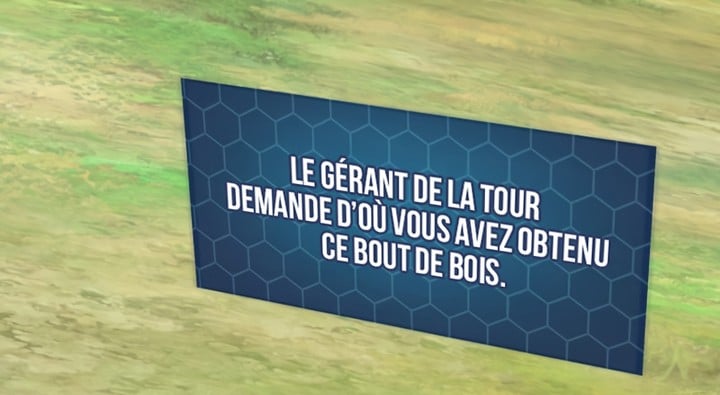 LE GÉRANT DE LA TOUR
DEMANDE D'OÙ VOUS AVEZ OBTENU
CE BOUT DE BOIS.